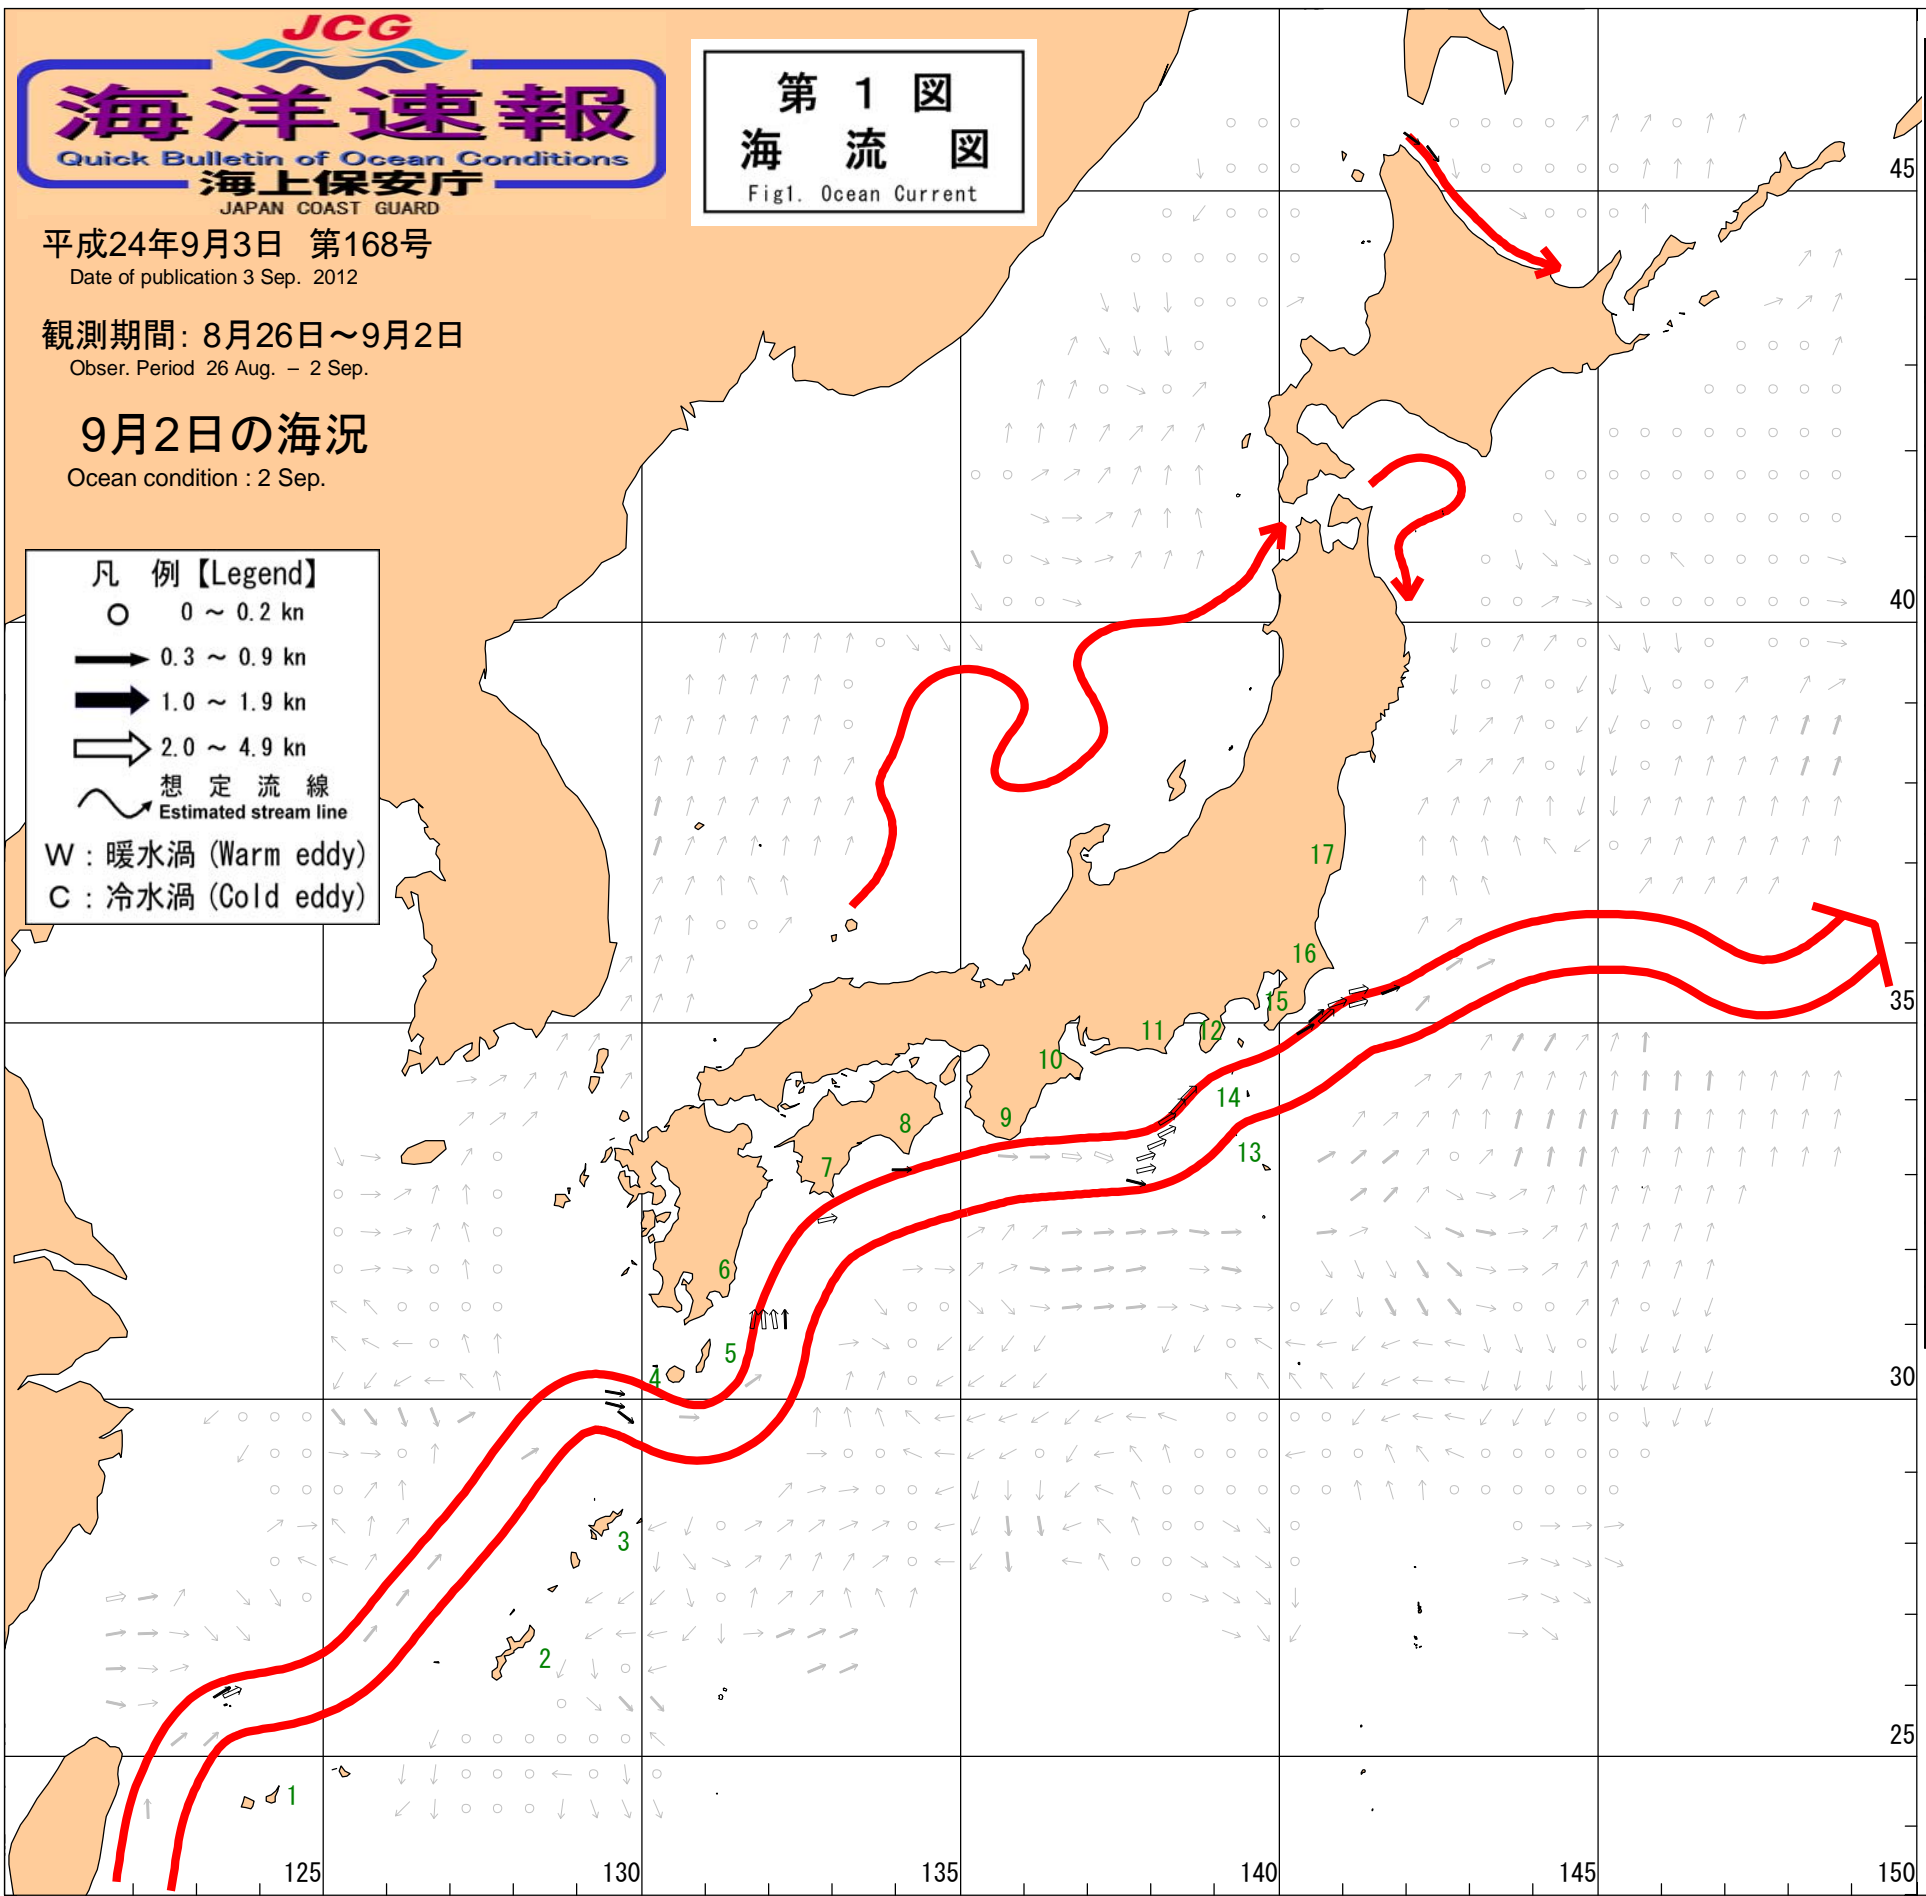 JCG
海洋速報
Quick Bulletin of Ocean Conditions
海上保安庁
JAPAN COAST GUARD
第 1 図
海 流 図
Fig1. Ocean Current
平成24年9月3日 第168号
Date of publication 3 Sep. 2012
観測期間: 8月26日～9月2日
Obser. Period 26 Aug. – 2 Sep.
9月2日の海況
Ocean condition : 2 Sep.
凡 例【Legend】
0 ～ 0.2 kn
0.3 ～ 0.9 kn
1.0 ～ 1.9 kn
2.0 ～ 4.9 kn
想 定 流 線
Estimated stream line
W : 暖水渦 (Warm eddy)
C : 冷水渦 (Cold eddy)
45
40
35
30
25
17
16
15
12
11
10
14
9
8
13
7
6
5
4
3
2
1
125
130
135
140
145
150